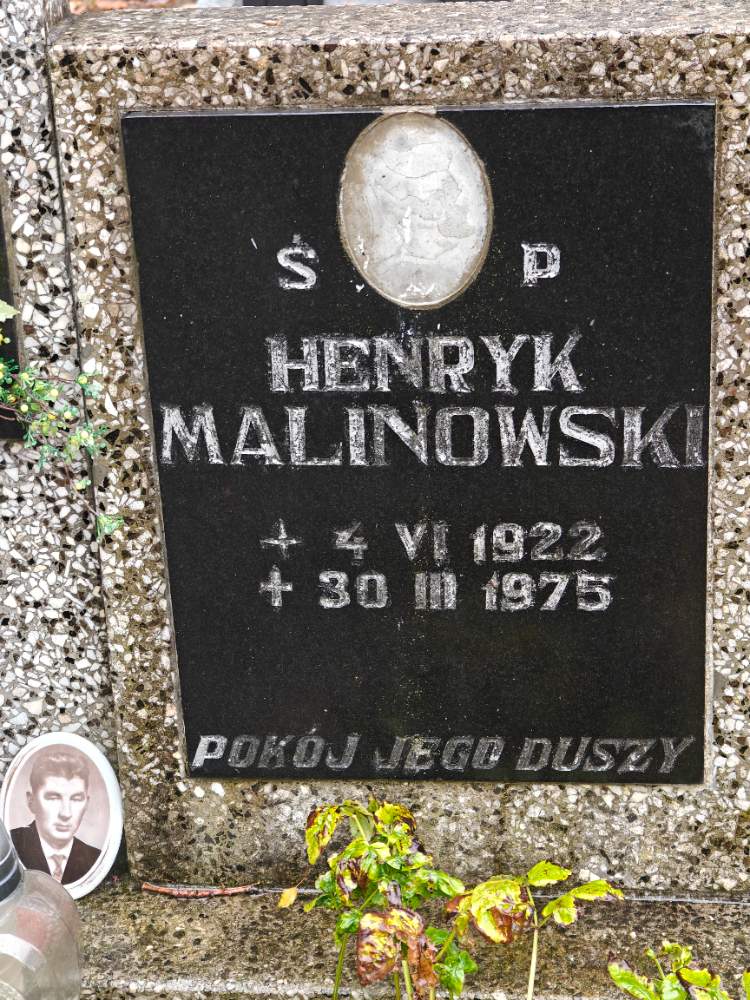 Ś P
HENRYK
MALINOWSKI
+ 4 VI 1922
+ 30 III 1975
POKÓJ JEGO DUSZY